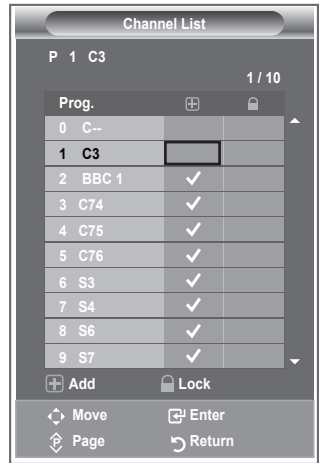 Channel List
P 1 C3
1 / 10
Prog.
0 C--
1 C3
2 BBC 1
3 C74
4 C75
5 C76
6 S3
7 S4
8 S6
9 S7
Add Lock
Move Enter
Page Return